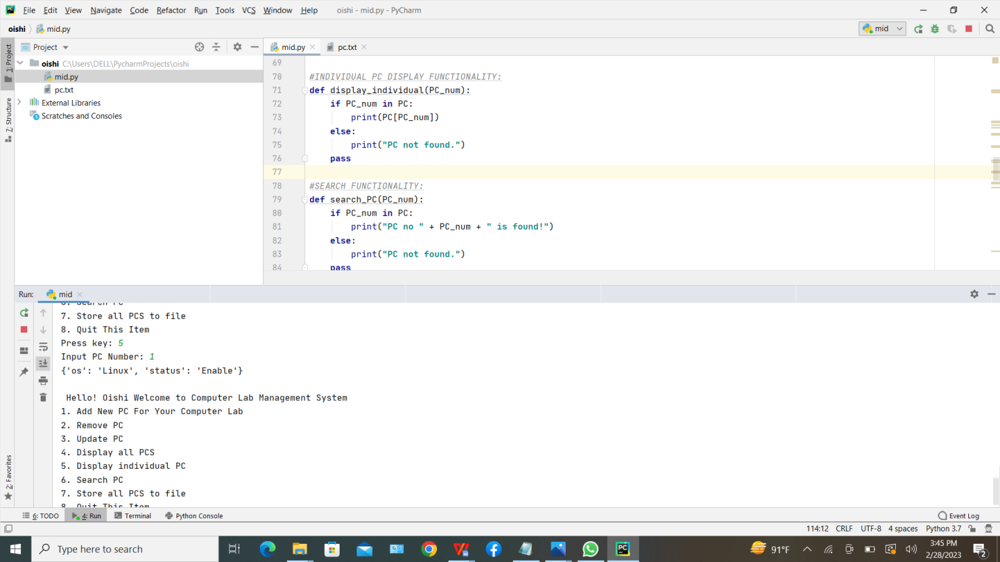 File Edit View Navigate Code Refactor Run Tools VCS Window Help oishi - mid.py - PyCharm
oishi mid.py mid
1: Project
Project
mid.py pc.txt
oishi C:\Users\DELL\PycharmProjects\oishi
mid.py
pc.txt
External Libraries
Scratches and Consoles
7: Structure
2: Favorites
69
70 #INDIVIDUAL PC DISPLAY FUNCTIONALITY:
71 def display_individual(PC_num):
72 if PC_num in PC:
73 print(PC[PC_num])
74 else:
75 print("PC not found.")
76 pass
77
78 #SEARCH FUNCTIONALITY:
79 def search_PC(PC_num):
80 if PC_num in PC:
81 print("PC no " + PC_num + " is found!")
82 else:
83 print("PC not found.")
84 pass
Run: mid
6. Search PC
7. Store all PCS to file
8. Quit This Item
Press key: 5
Input PC Number: 1
{'os': 'Linux', 'status': 'Enable'}
Hello! Oishi Welcome to Computer Lab Management System
1. Add New PC For Your Computer Lab
2. Remove PC
3. Update PC
4. Display all PCS
5. Display individual PC
6. Search PC
7. Store all PCS to file
8. Quit This Item
6: TODO 4: Run Terminal Python Console Event Log
114:12 CRLF UTF-8 4 spaces Python 3.7
Type here to search
91°F
3:45 PM
2/28/2023
2